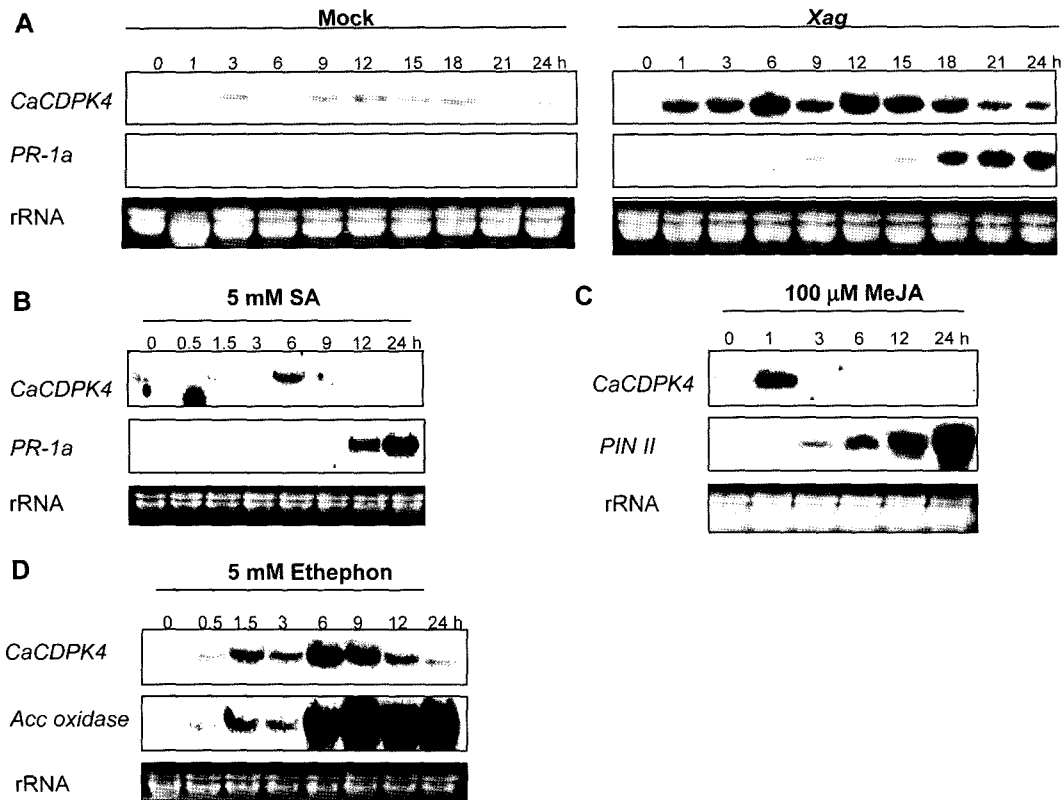 A
Mock
Xag
0 1 3 6 9 12 15 18 21 24 h
0 1 3 6 9 12 15 18 21 24 h
CaCDPK4
PR-1a
rRNA
B
5 mM SA
0 0.5 1.5 3 6 9 12 24 h
CaCDPK4
PR-1a
rRNA
C
100 µM MeJA
0 1 3 6 12 24 h
CaCDPK4
PIN II
rRNA
D
5 mM Ethephon
0 0.5 1.5 3 6 9 12 24 h
CaCDPK4
Acc oxidase
rRNA